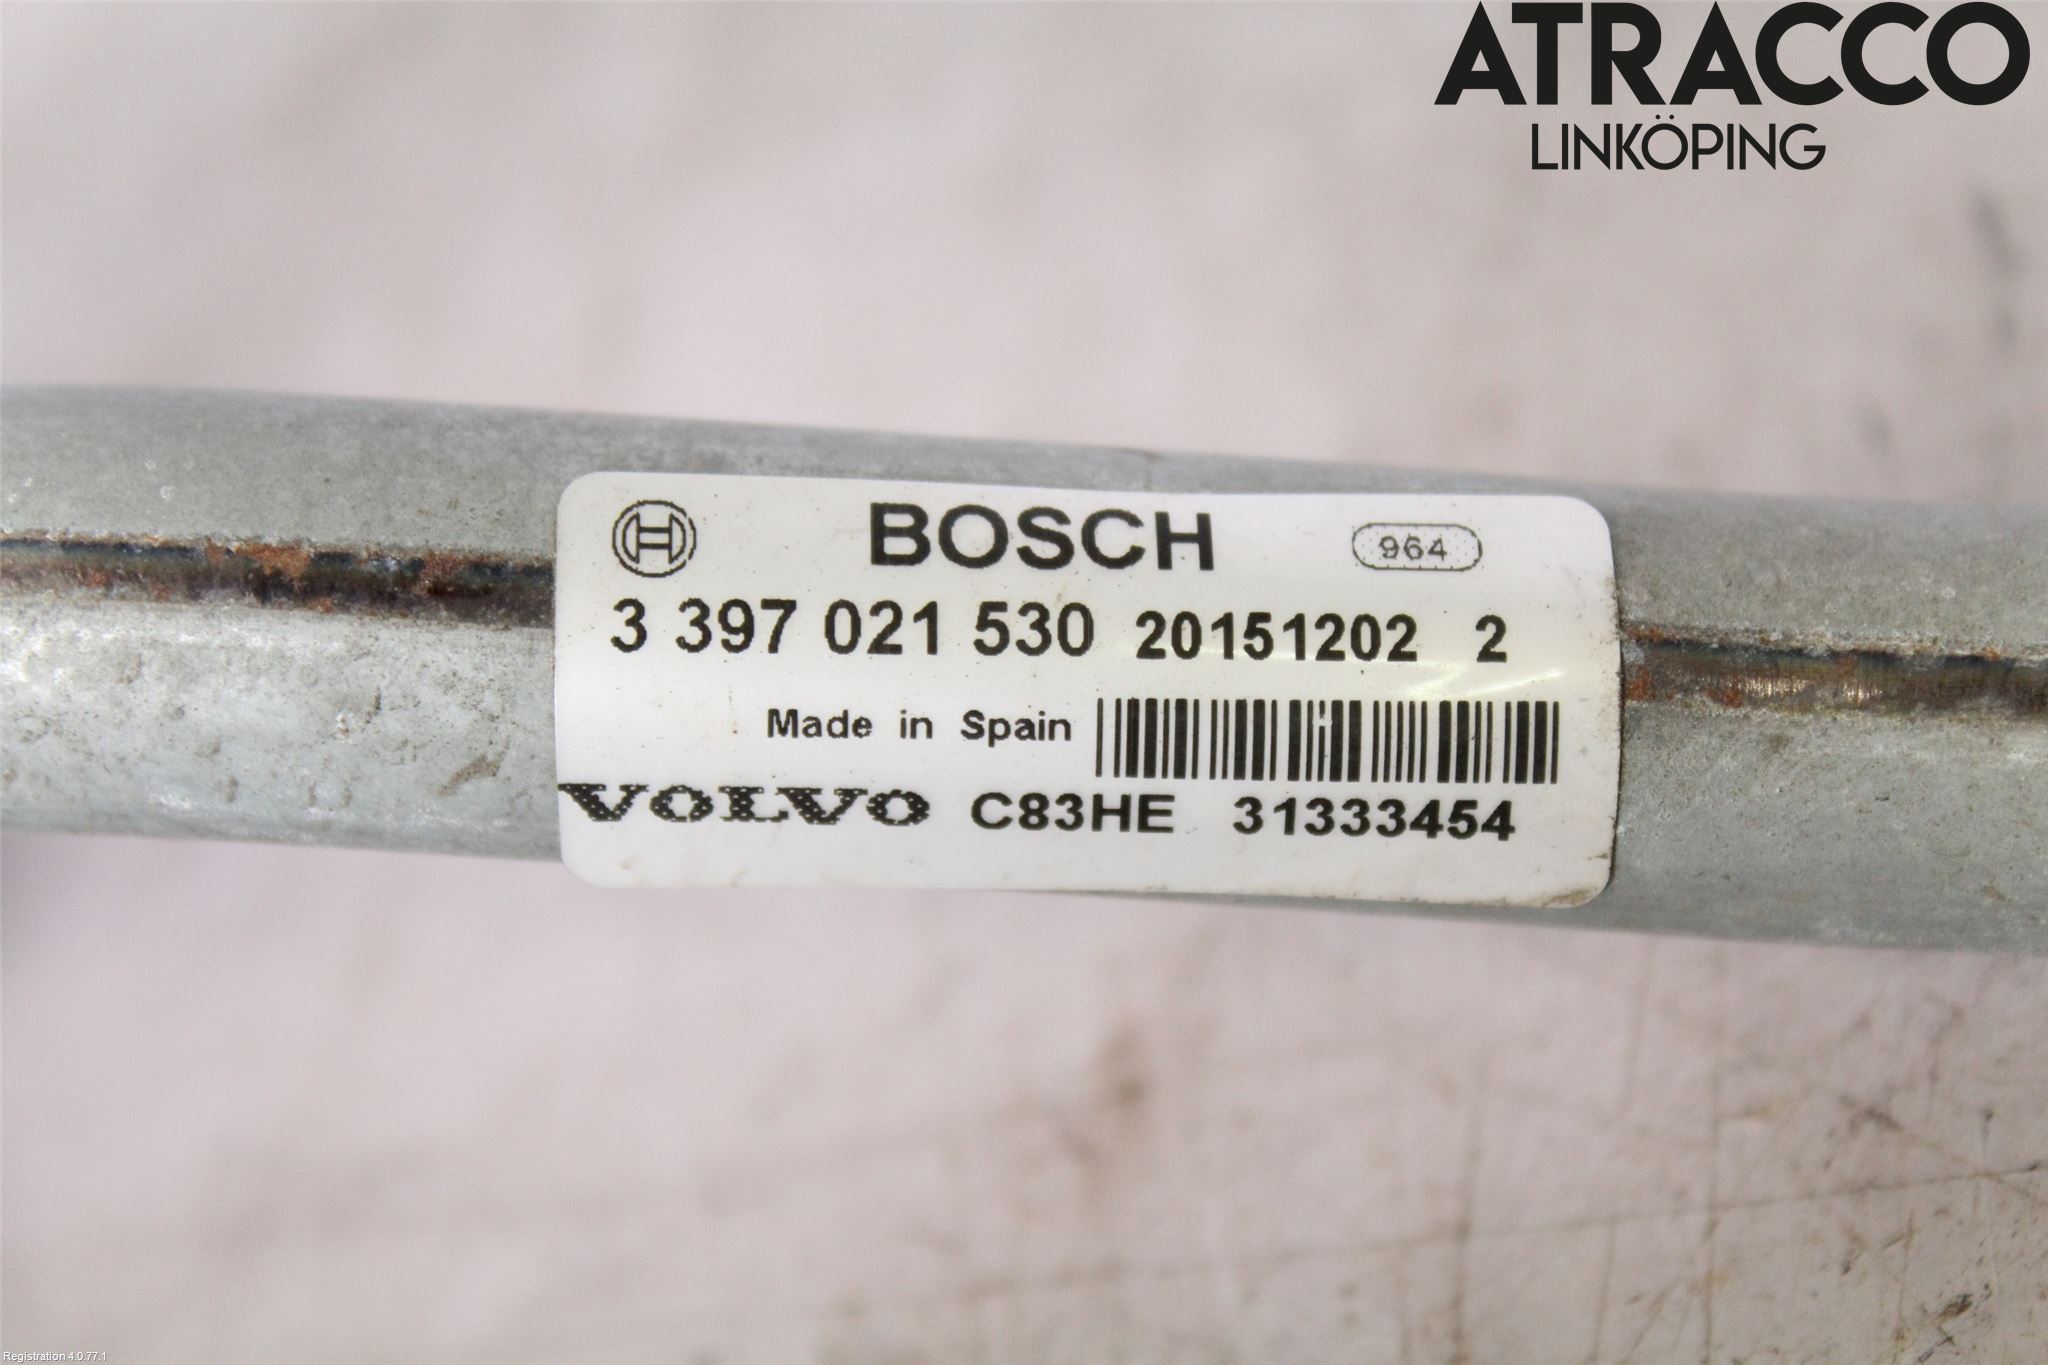 ATRACCO
LINKÖPING
BOSCH 964
3 397 021 530 20151202 2
Made in Spain
VOLVO C83HE 31333454
Registration 4.0.77.1